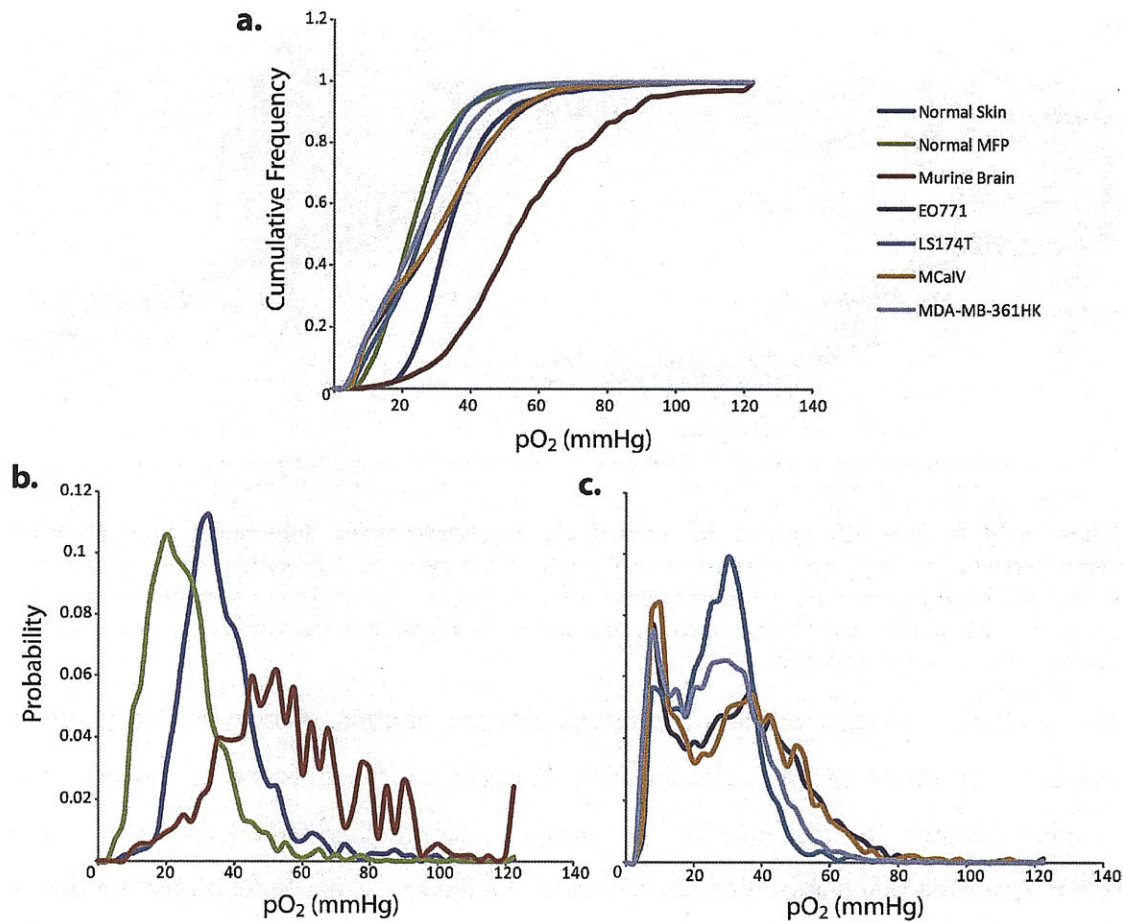 a.
1.2
1
0.8
0.6
0.4
0.2
0
20
40
60
80
100
120
140
Cumulative Frequency
pO₂ (mmHg)
Normal Skin
Normal MFP
Murine Brain
EO771
LS174T
MCaIV
MDA-MB-361HK
b.
0.12
0.1
0.08
0.06
0.04
0.02
0
0
20
40
60
80
100
120
140
Probability
pO₂ (mmHg)
c.
0
20
40
60
80
100
120
140
pO₂ (mmHg)